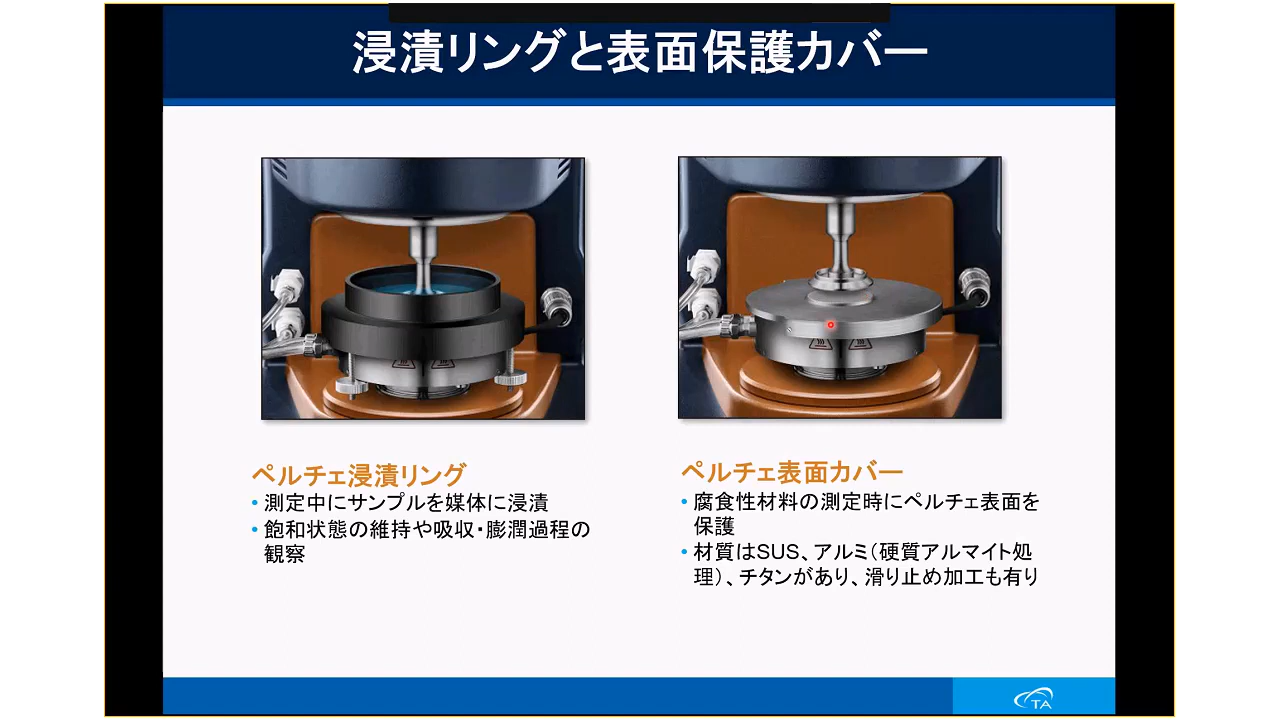 浸漬リングと表面保護カバー
ペルチェ浸漬リング
• 測定中にサンプルを媒体に浸漬
• 飽和状態の維持や吸収・膨潤過程の
観察
ペルチェ表面カバー
• 腐食性材料の測定時にペルチェ表面を
保護
• 材質はSUS、アルミ（硬質アルマイト処
理）、チタンがあり、滑り止め加工も有り
TA